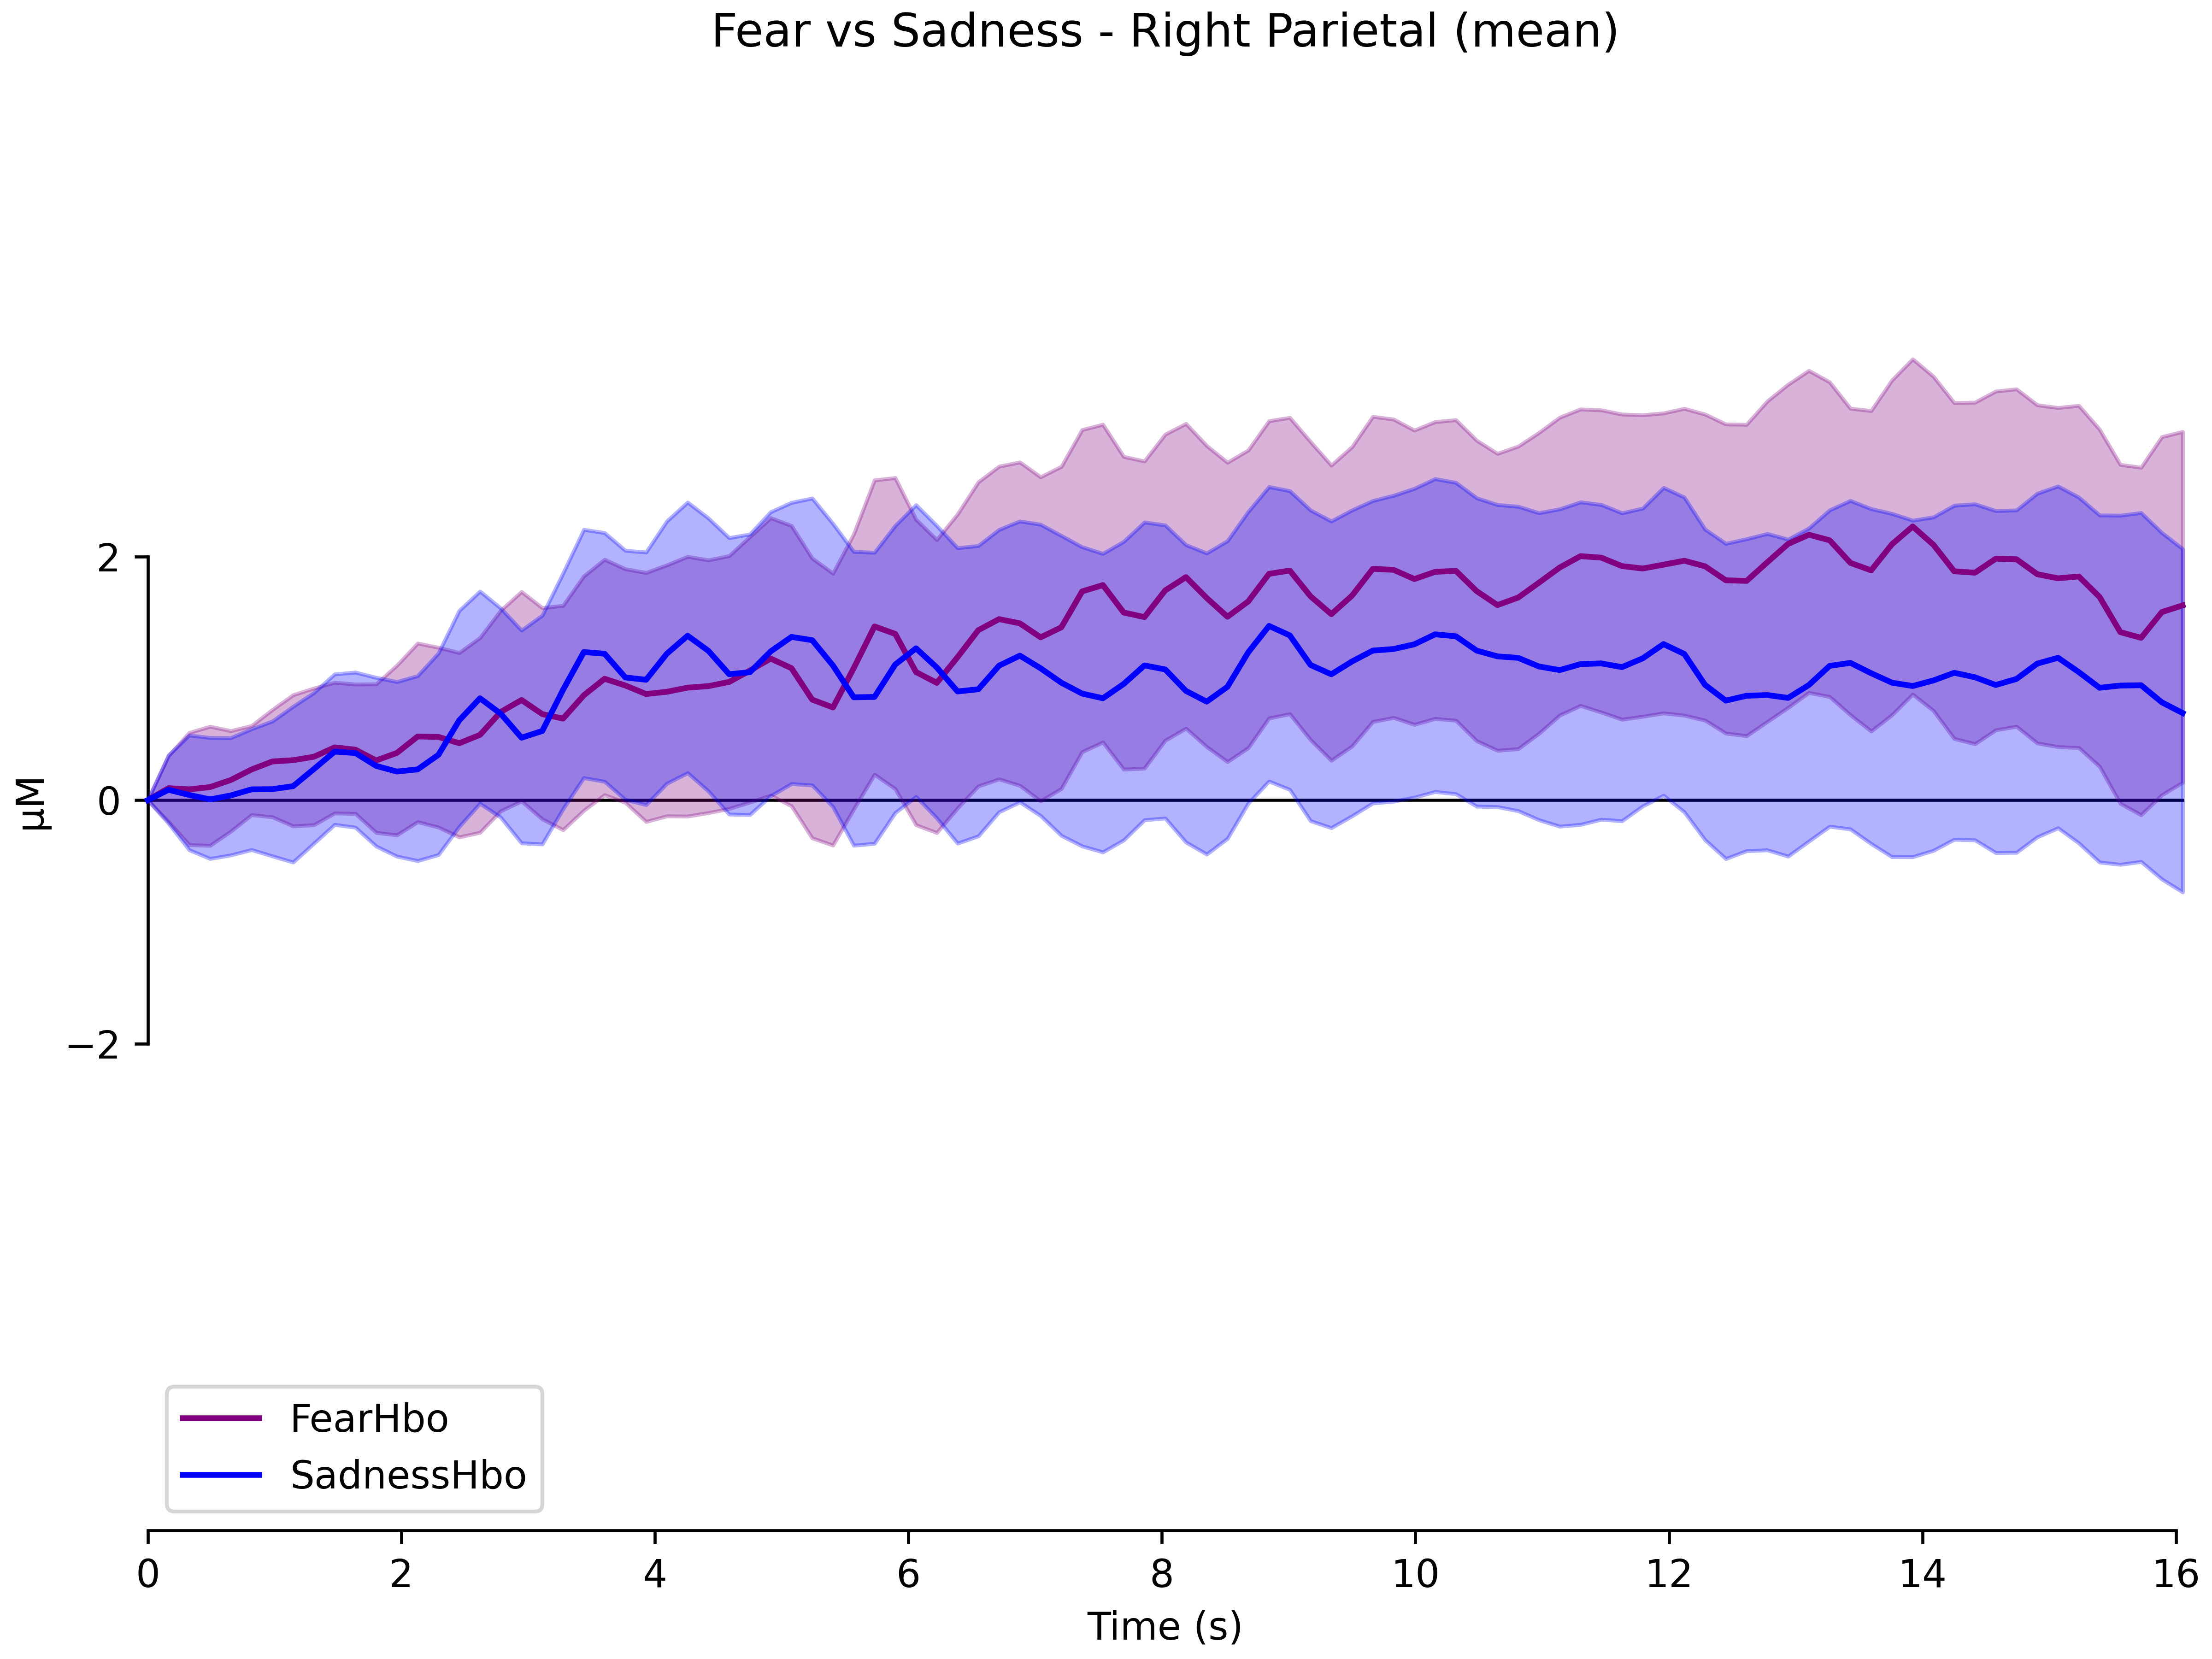 Fear vs Sadness - Right Parietal (mean)
2
0
−2
µM
FearHbo
SadnessHbo
0 2 4 6 8 10 12 14 16
Time (s)